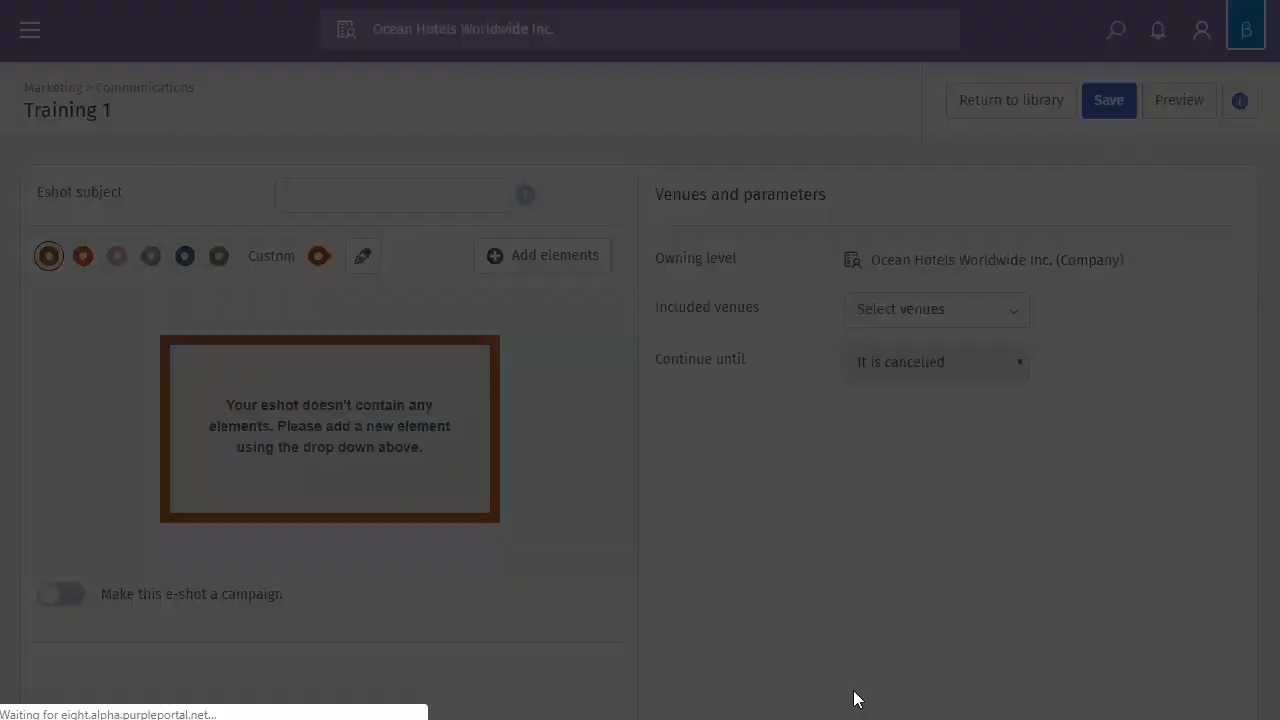 Ocean Hotels Worldwide Inc.
β
Marketing > Communications
Training 1
Return to library
Save
Preview
i
Eshot subject
Custom
Add elements
Your eshot doesn't contain any
elements. Please add a new element
using the drop down above.
Make this e-shot a campaign
Venues and parameters
Owning level
Ocean Hotels Worldwide Inc. (Company)
Included venues
Select venues
Continue until
It is cancelled
Waiting for eight.alpha.purpleportal.net...